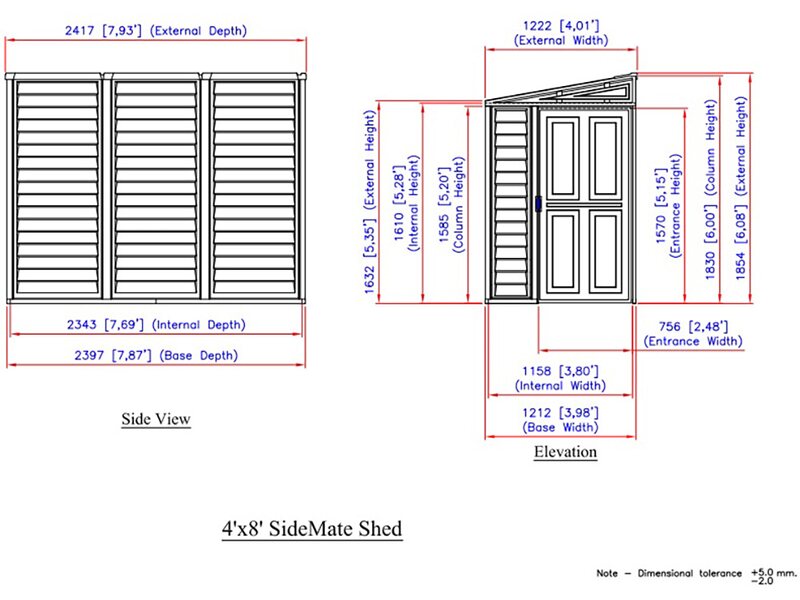 2417 [7,93'] (External Depth)
2343 [7,69'] (Internal Depth)
2397 [7,87'] (Base Depth)
Side View
1222 [4,01']
(External Width)
1632 [5,35'] (External Height)
1610 [5,28']
(Internal Height)
1585 [5,20']
(Column Height)
1570 [5,15']
(Entrance Height)
1830 [6,00'] (Column Height)
1854 [6,08'] (External Height)
756 [2,48']
(Entrance Width)
1158 [3,80']
(Internal Width)
1212 [3,98']
(Base Width)
Elevation
4'x8' SideMate Shed
Note – Dimensional tolerance +5.0 mm.
-2.0